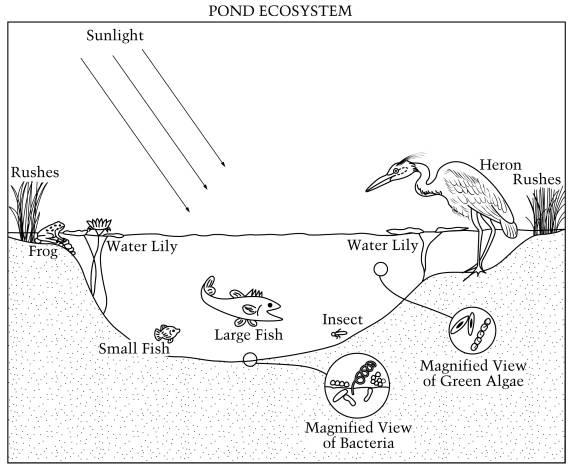 POND ECOSYSTEM
Sunlight
Rushes
Heron
Rushes
Frog
Water Lily
Water Lily
Large Fish
Insect
Small Fish
Magnified View
of Green Algae
Magnified View
of Bacteria